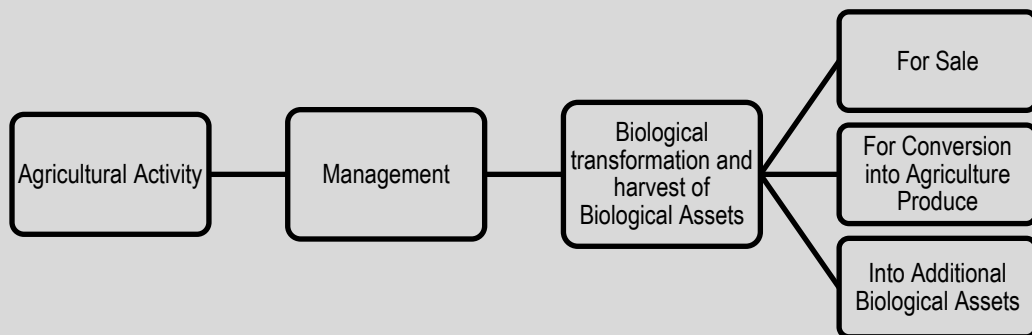 Agricultural Activity
Management
Biological
transformation and
harvest of
Biological Assets
For Sale
For Conversion
into Agriculture
Produce
Into Additional
Biological Assets